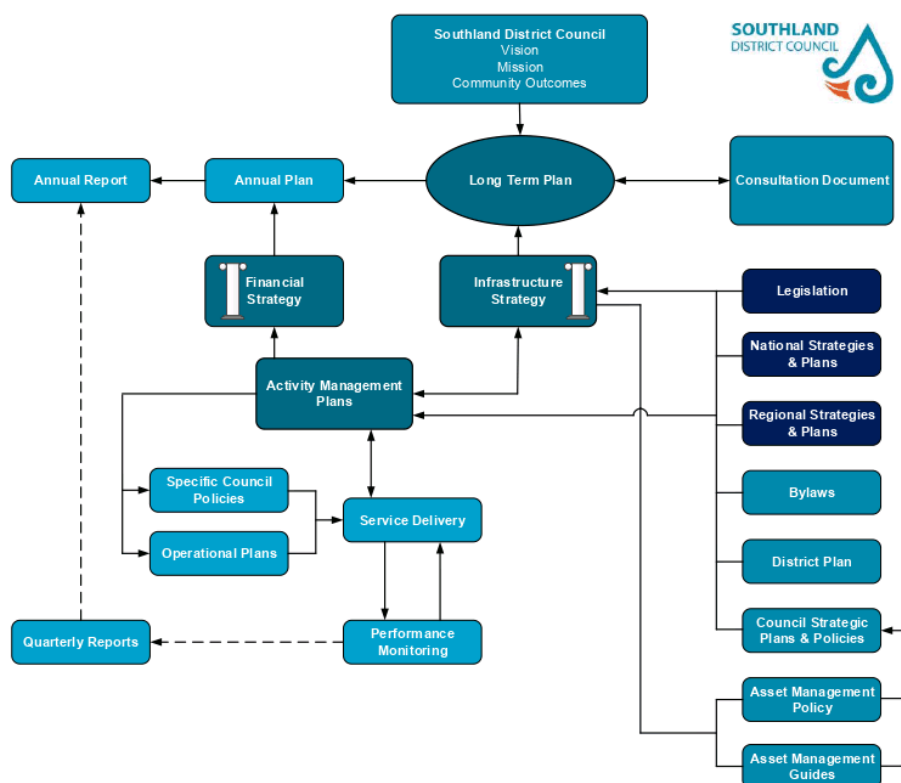 Southland District Council
Vision
Mission
Community Outcomes
SOUTHLAND
DISTRICT COUNCIL
Annual Report
Annual Plan
Long Term Plan
Consultation Document
Financial
Strategy
Infrastructure
Strategy
Legislation
National Strategies
& Plans
Activity Management
Plans
Regional Strategies
& Plans
Specific Council
Policies
Bylaws
Service Delivery
Operational Plans
District Plan
Quarterly Reports
Performance
Monitoring
Council Strategic
Plans & Policies
Asset Management
Policy
Asset Management
Guides